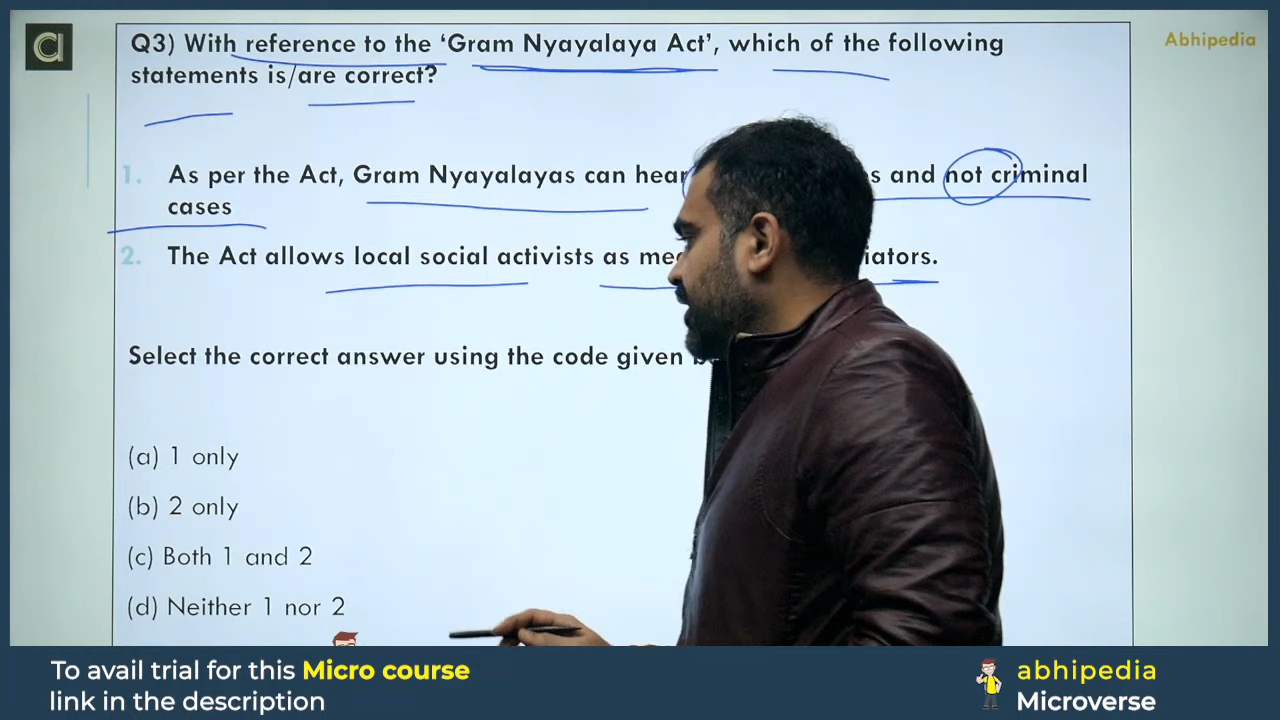 Q3) With reference to the ‘Gram Nyayalaya Act’, which of the following
Abhipedia
statements is/are correct?
1. As per the Act, Gram Nyayalayas can hear and not criminal
cases
2. The Act allows local social activists as
Select the correct answer using the code given
(a) 1 only
(b) 2 only
(c) Both 1 and 2
(d) Neither 1 nor 2
To avail trial for this Micro course
link in the description
abhipedia
Microverse